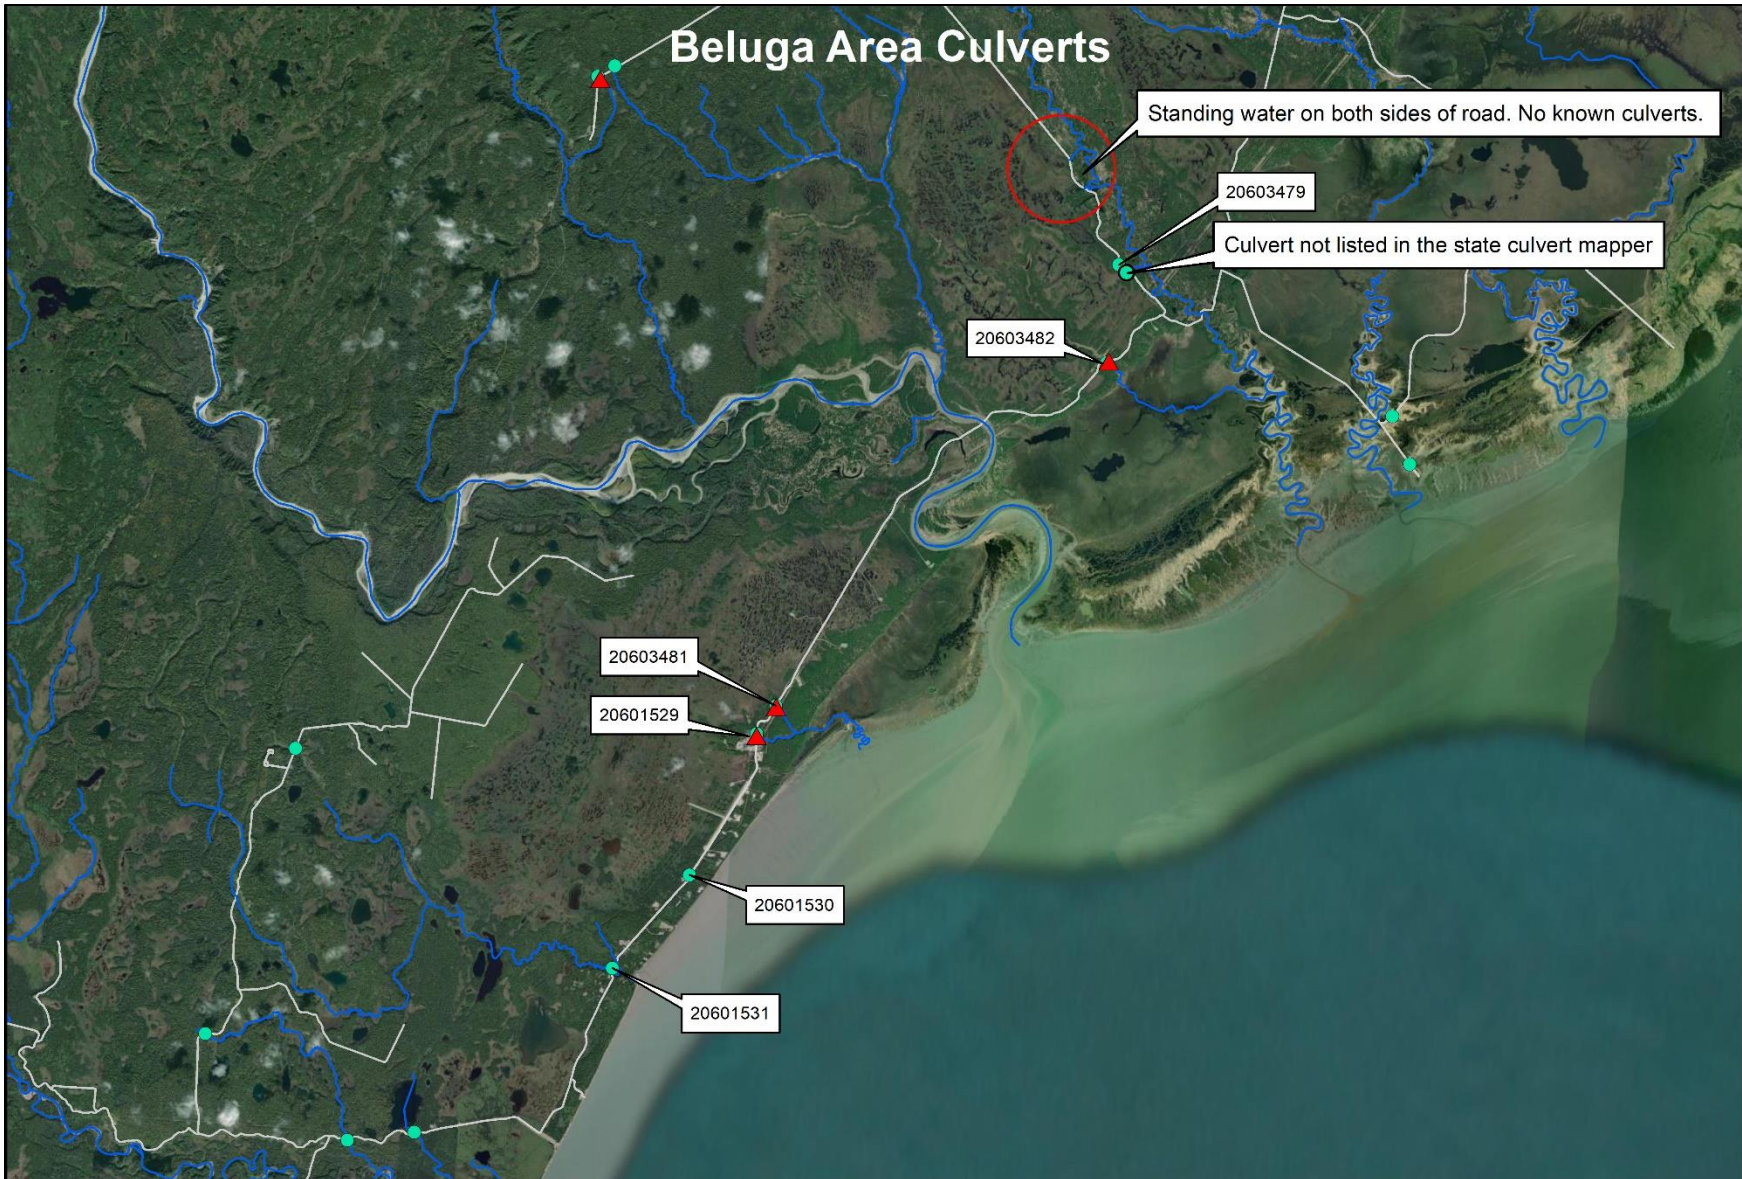 Beluga Area Culverts
Standing water on both sides of road. No known culverts.
20603479
Culvert not listed in the state culvert mapper
20603482
20603481
20601529
20601530
20601531